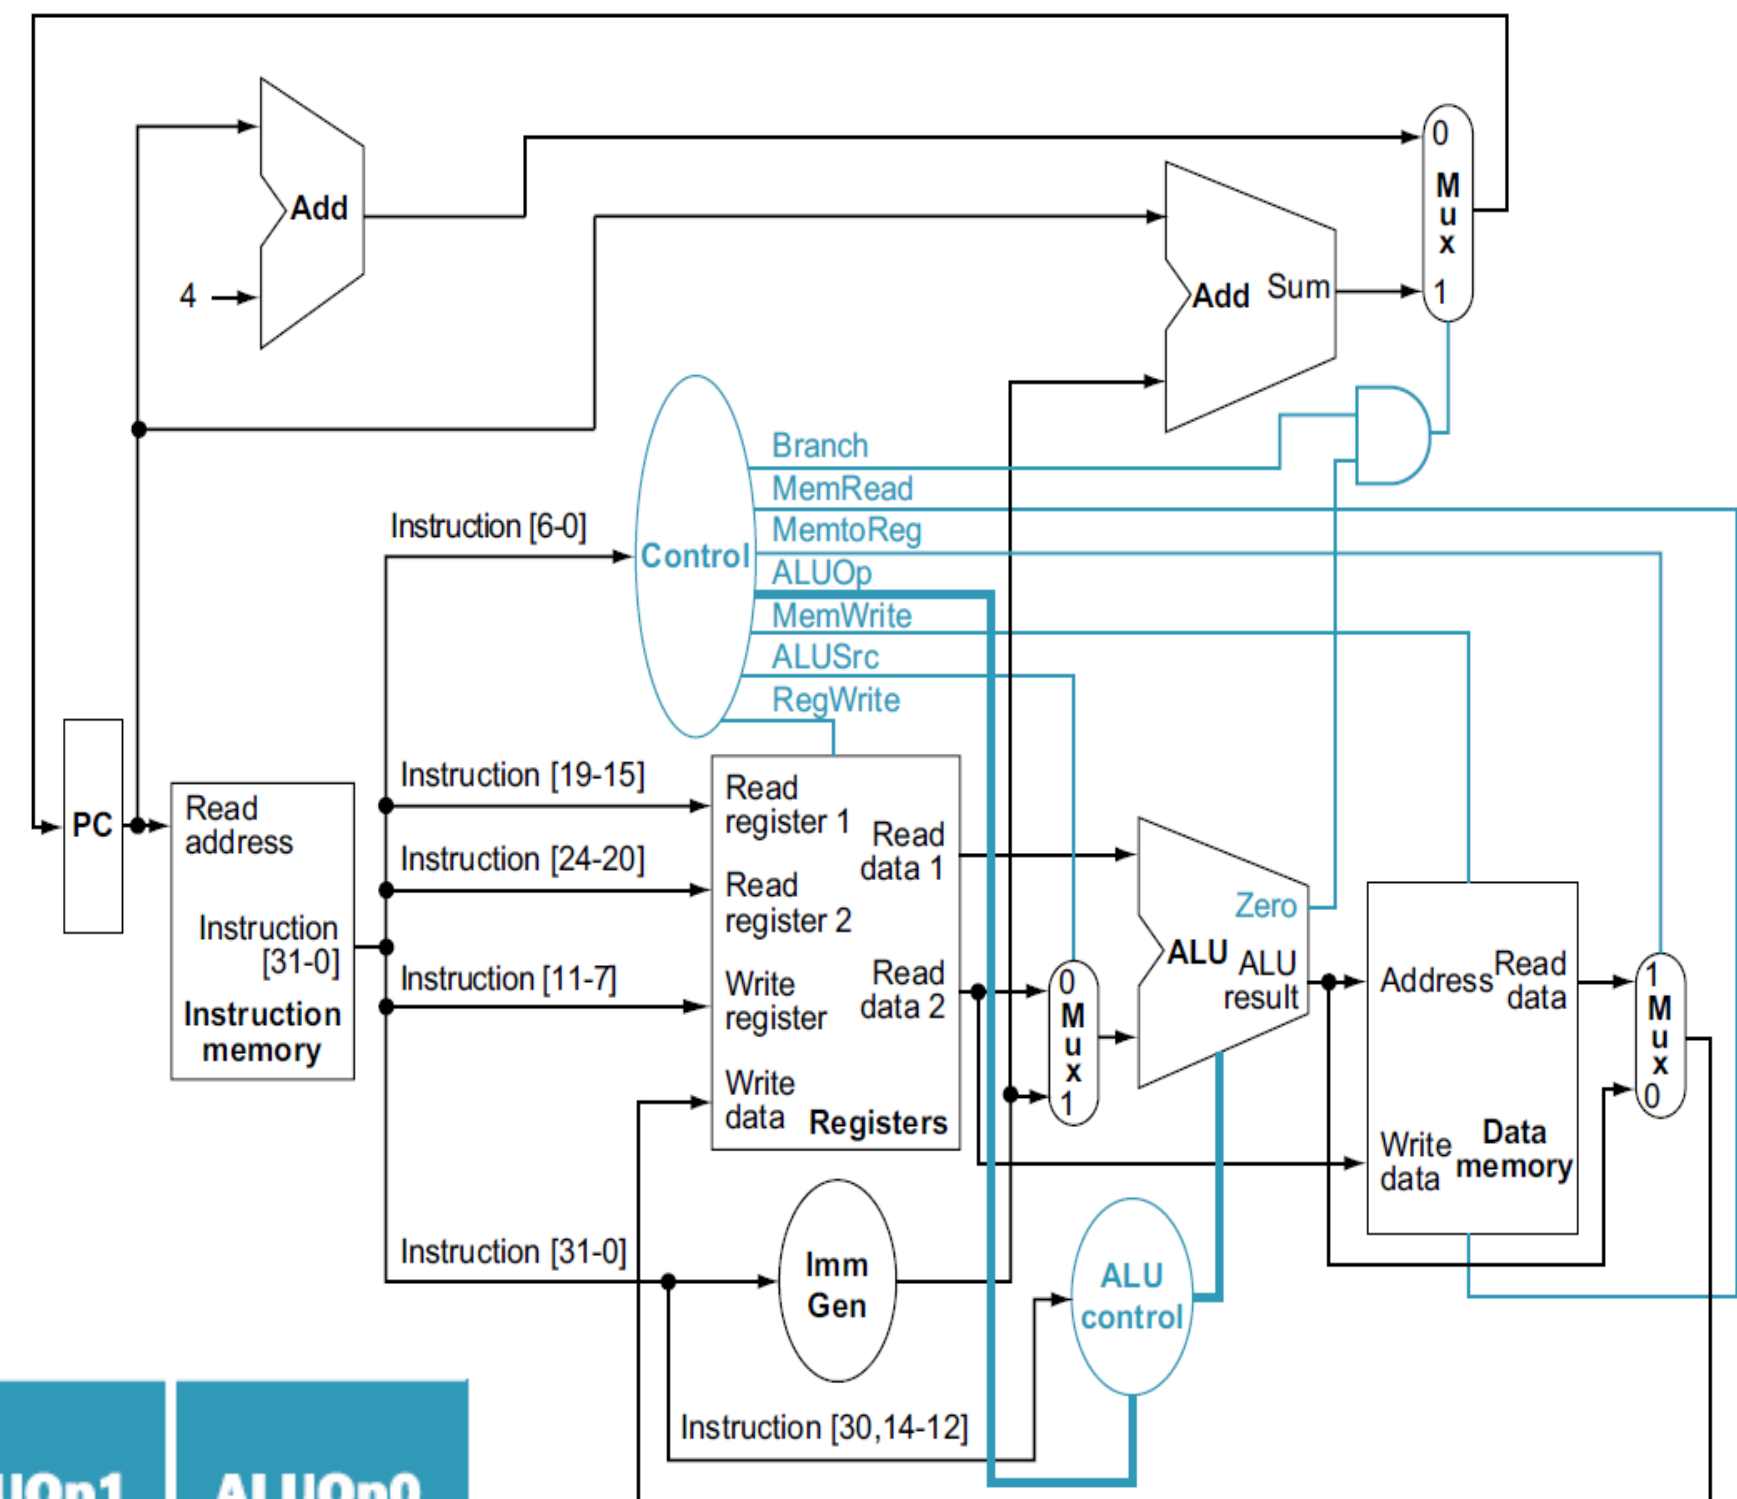 Add
4
Add
Sum
0
M
u
x
1
Branch
MemRead
MemtoReg
ALUOp
MemWrite
ALUSrc
RegWrite
Instruction [6-0]
Control
PC
Read
address
Instruction
[31-0]
Instruction
memory
Instruction [19-15]
Instruction [24-20]
Instruction [11-7]
Instruction [31-0]
Read
register 1
Read
register 2
Write
register
Write
data
Read
data 1
Read
data 2
Registers
0
M
u
x
1
Zero
ALU
ALU
result
Address
Read
data
Write
data
Data
memory
1
M
u
x
0
Imm
Gen
ALU
control
Instruction [30,14-12]
UOp1
ALUOp0